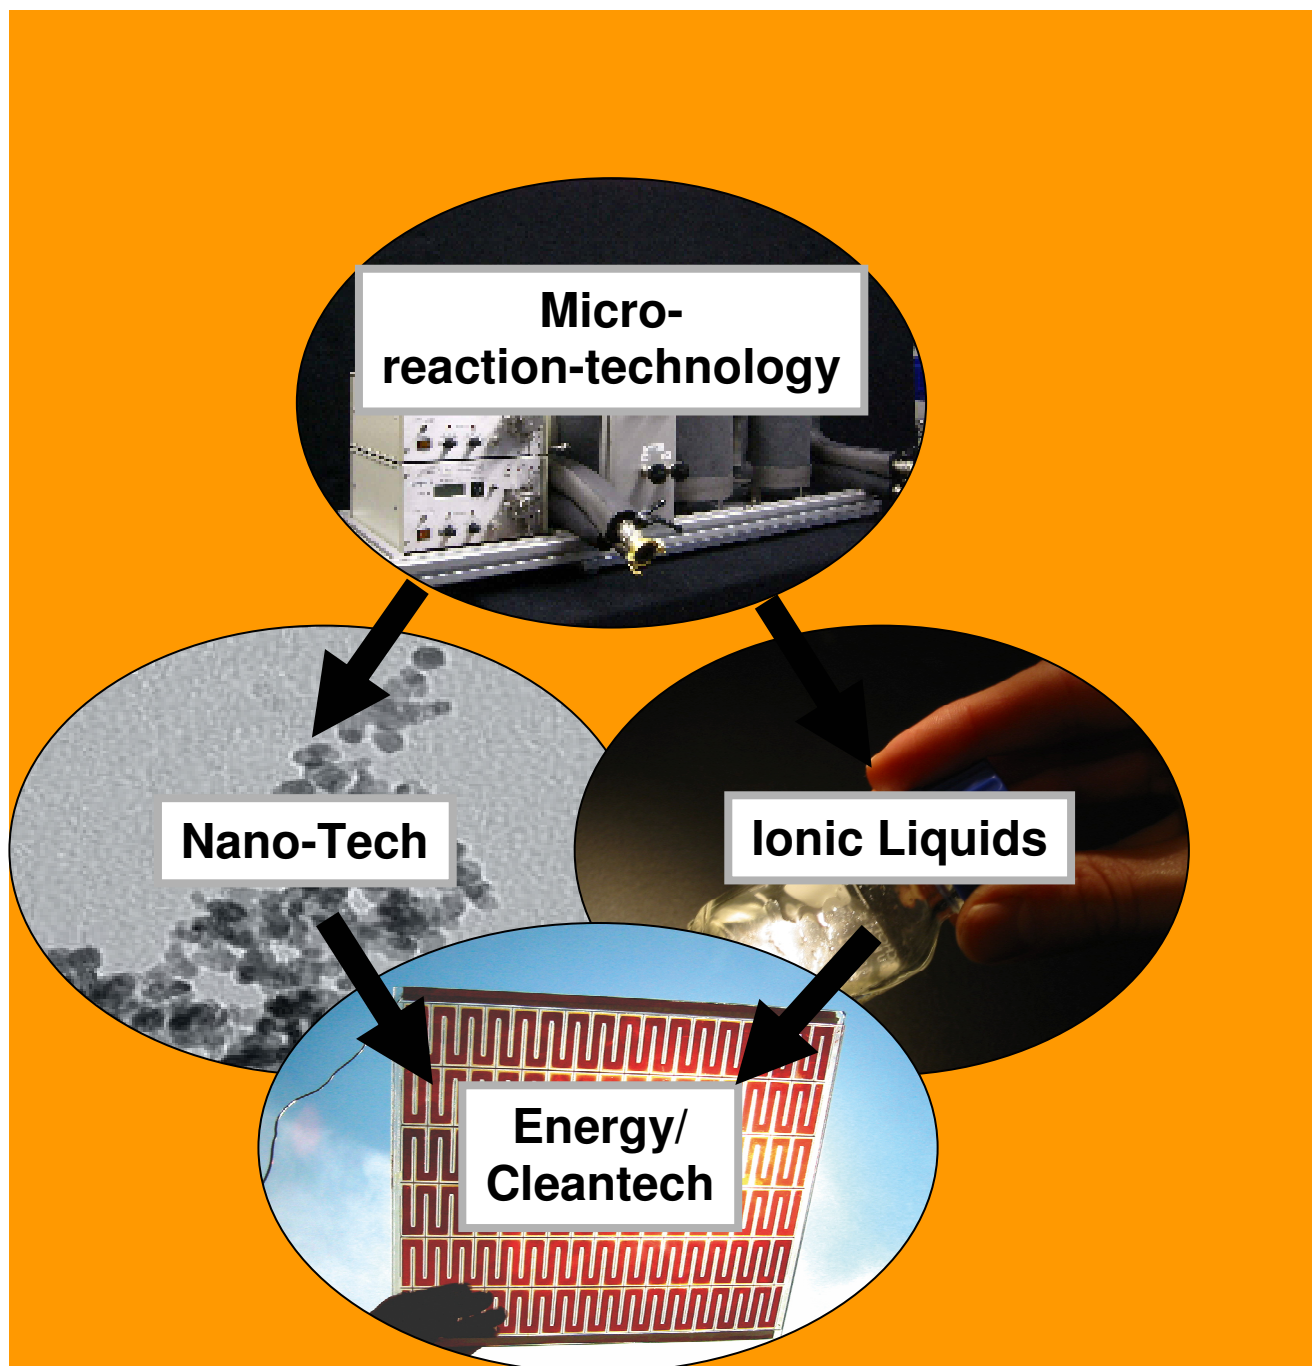 Micro-
reaction-technology
Nano-Tech
Ionic Liquids
Energy/
Cleantech